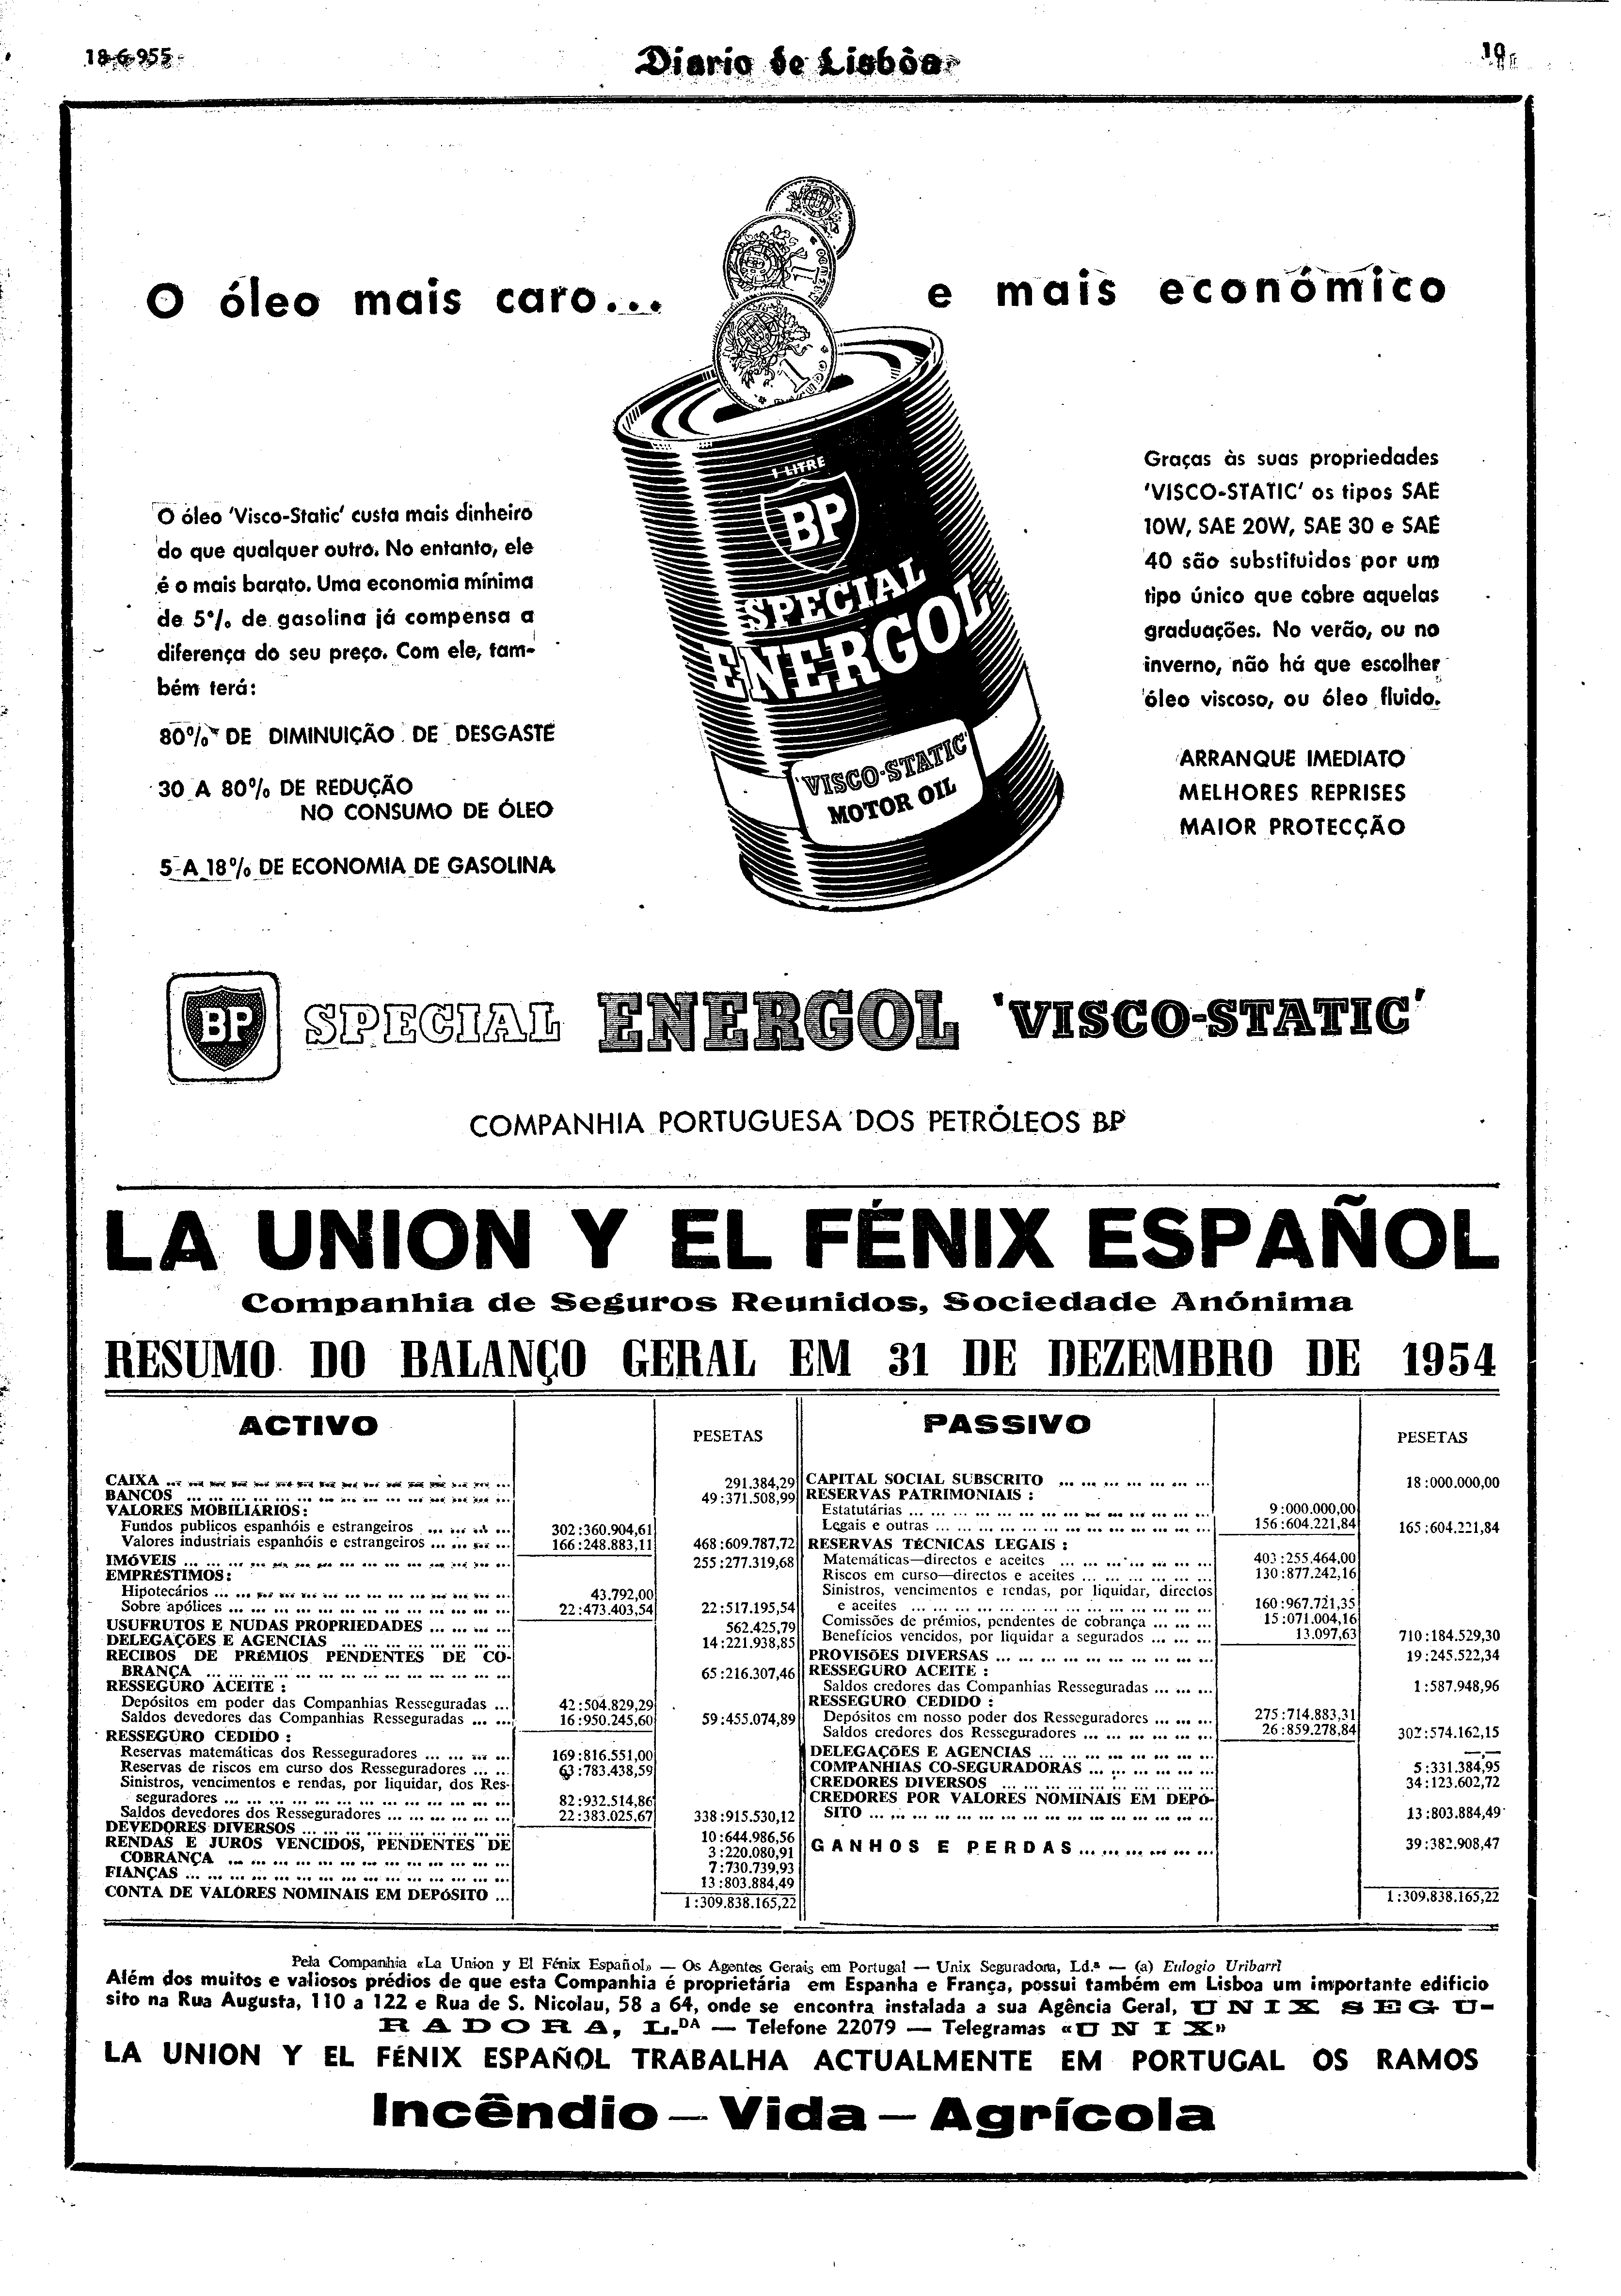 18-6-955
Diario de Lisbôa
19
O óleo mais caro...
e mais económico
O óleo 'Visco-Static' custa mais dinheiro
do que qualquer outro. No entanto, ele
é o mais barato. Uma economia mínima
de 5% de gasolina já compensa a
diferença do seu preço. Com ele, tam-
bém terá:
80% DE DIMINUIÇÃO DE DESGASTE
30 A 80% DE REDUÇÃO
NO CONSUMO DE ÓLEO
5 A 18% DE ECONOMIA DE GASOLINA
1 LITRE
BP
SPECIAL
ENERGOL
'VISCO-STATIC'
MOTOR OIL
Graças às suas propriedades
'VISCO-STATIC' os tipos SAE
10W, SAE 20W, SAE 30 e SAE
40 são substituidos por um
tipo único que cobre aquelas
graduações. No verão, ou no
inverno, não há que escolher
óleo viscoso, ou óleo fluido.
ARRANQUE IMEDIATO
MELHORES REPRISES
MAIOR PROTECÇÃO
BP SPECIAL ENERGOL 'VISCO-STATIC'
COMPANHIA PORTUGUESA DOS PETRÓLEOS BP
LA UNION Y EL FÉNIX ESPAÑOL
Companhia de Seguros Reunidos, Sociedade Anónima
RESUMO DO BALANÇO GERAL EM 31 DE DEZEMBRO DE 1954
ACTIVO
PESETAS
CAIXA ... 291.384,29
BANCOS ... 49:371.508,99
VALORES MOBILIÁRIOS:
Fundos publicos espanhóis e estrangeiros ... 302:360.904,61
Valores industriais espanhóis e estrangeiros ... 166:248.883,11 468:609.787,72
IMÓVEIS ... 255:277.319,68
EMPRÉSTIMOS:
Hipotecários ... 43.792,00
Sobre apólices ... 22:473.403,54 22:517.195,54
USUFRUTOS E NUDAS PROPRIEDADES ... 562.425,79
DELEGAÇÕES E AGENCIAS ... 14:221.938,85
RECIBOS DE PRÉMIOS PENDENTES DE CO-
BRANÇA ... 65:216.307,46
RESSEGURO ACEITE:
Depósitos em poder das Companhias Resseguradas ... 42:504.829,29
Saldos devedores das Companhias Resseguradas ... 16:950.245,60 59:455.074,89
RESSEGURO CEDIDO:
Reservas matemáticas dos Resseguradores ... 169:816.551,00
Reservas de riscos em curso dos Resseguradores ... 63:783.438,59
Sinistros, vencimentos e rendas, por liquidar, dos Res-
seguradores ... 82:932.514,86
Saldos devedores dos Resseguradores ... 22:383.025,67 338:915.530,12
DEVEDORES DIVERSOS ... 10:644.986,56
RENDAS E JUROS VENCIDOS, PENDENTES DE
COBRANÇA ... 3:220.080,91
FIANÇAS ... 7:730.739,93
CONTA DE VALORES NOMINAIS EM DEPÓSITO ... 13:803.884,49
1:309.838.165,22
PASSIVO
PESETAS
CAPITAL SOCIAL SUBSCRITO ... 18:000.000,00
RESERVAS PATRIMONIAIS:
Estatutárias ... 9:000.000,00
Legais e outras ... 156:604.221,84 165:604.221,84
RESERVAS TÉCNICAS LEGAIS:
Matemáticas—directos e aceites ... 403:255.464,00
Riscos em curso—directos e aceites ... 130:877.242,16
Sinistros, vencimentos e rendas, por liquidar, directos
e aceites ... 160:967.721,35
Comissões de prémios, pendentes de cobrança ... 15:071.004,16
Benefícios vencidos, por liquidar a segurados ... 13.097,63 710:184.529,30
PROVISÕES DIVERSAS ... 19:245.522,34
RESSEGURO ACEITE:
Saldos credores das Companhias Resseguradas ... 1:587.948,96
RESSEGURO CEDIDO:
Depósitos em nosso poder dos Resseguradores ... 275:714.883,31
Saldos credores dos Resseguradores ... 26:859.278,84 302:574.162,15
DELEGAÇÕES E AGENCIAS ... —,—
COMPANHIAS CO-SEGURADORAS ... 5:331.384,95
CREDORES DIVERSOS ... 34:123.602,72
CREDORES POR VALORES NOMINAIS EM DEPÓ-
SITO ... 13:803.884,49
GANHOS E PERDAS ... 39:382.908,47
1:309.838.165,22
Pela Companhia «La Union y El Fénix Español» — Os Agentes Gerais em Portugal — Unix Seguradora, Ld.ª — (a) Eulogio Uribarri
Além dos muitos e valiosos prédios de que esta Companhia é proprietária em Espanha e França, possui também em Lisboa um importante edificio
sito na Rua Augusta, 110 a 122 e Rua de S. Nicolau, 58 a 64, onde se encontra instalada a sua Agência Geral, UNIX SEGU-
RADORA, L.DA — Telefone 22079 — Telegramas «UNIX»
LA UNION Y EL FÉNIX ESPAÑOL TRABALHA ACTUALMENTE EM PORTUGAL OS RAMOS
Incêndio — Vida — Agrícola